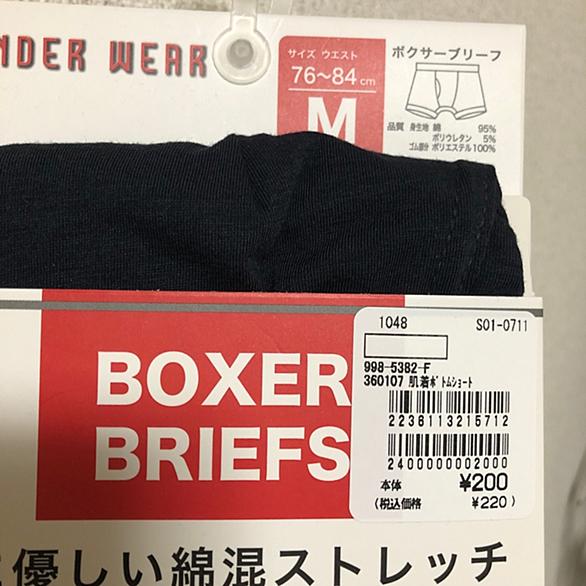 NDER WEAR
サイズ ウエスト
76〜84cm
M
ボクサーブリーフ
品質 身生地 綿 95%
ポリウレタン 5%
ゴム部分 ポリエステル100%
BOXER
BRIEFS
1048 S01-0711
998-5382-F
360107 肌着ボトムショート
2238113215712
2400000002000
本体 ¥200
(税込価格 ¥220)
優しい綿混ストレッチ